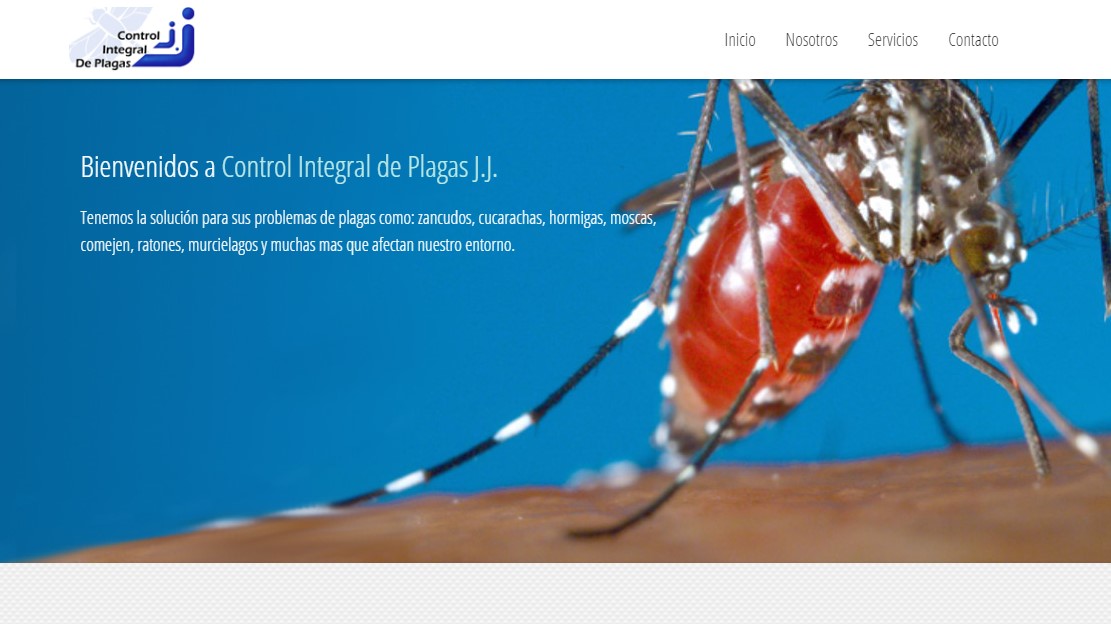 Control
Integral
De Plagas
j.j
Inicio
Nosotros
Servicios
Contacto
Bienvenidos a Control Integral de Plagas J.J.
Tenemos la solución para sus problemas de plagas como: zancudos, cucarachas, hormigas, moscas,
comejen, ratones, murcielagos y muchas mas que afectan nuestro entorno.